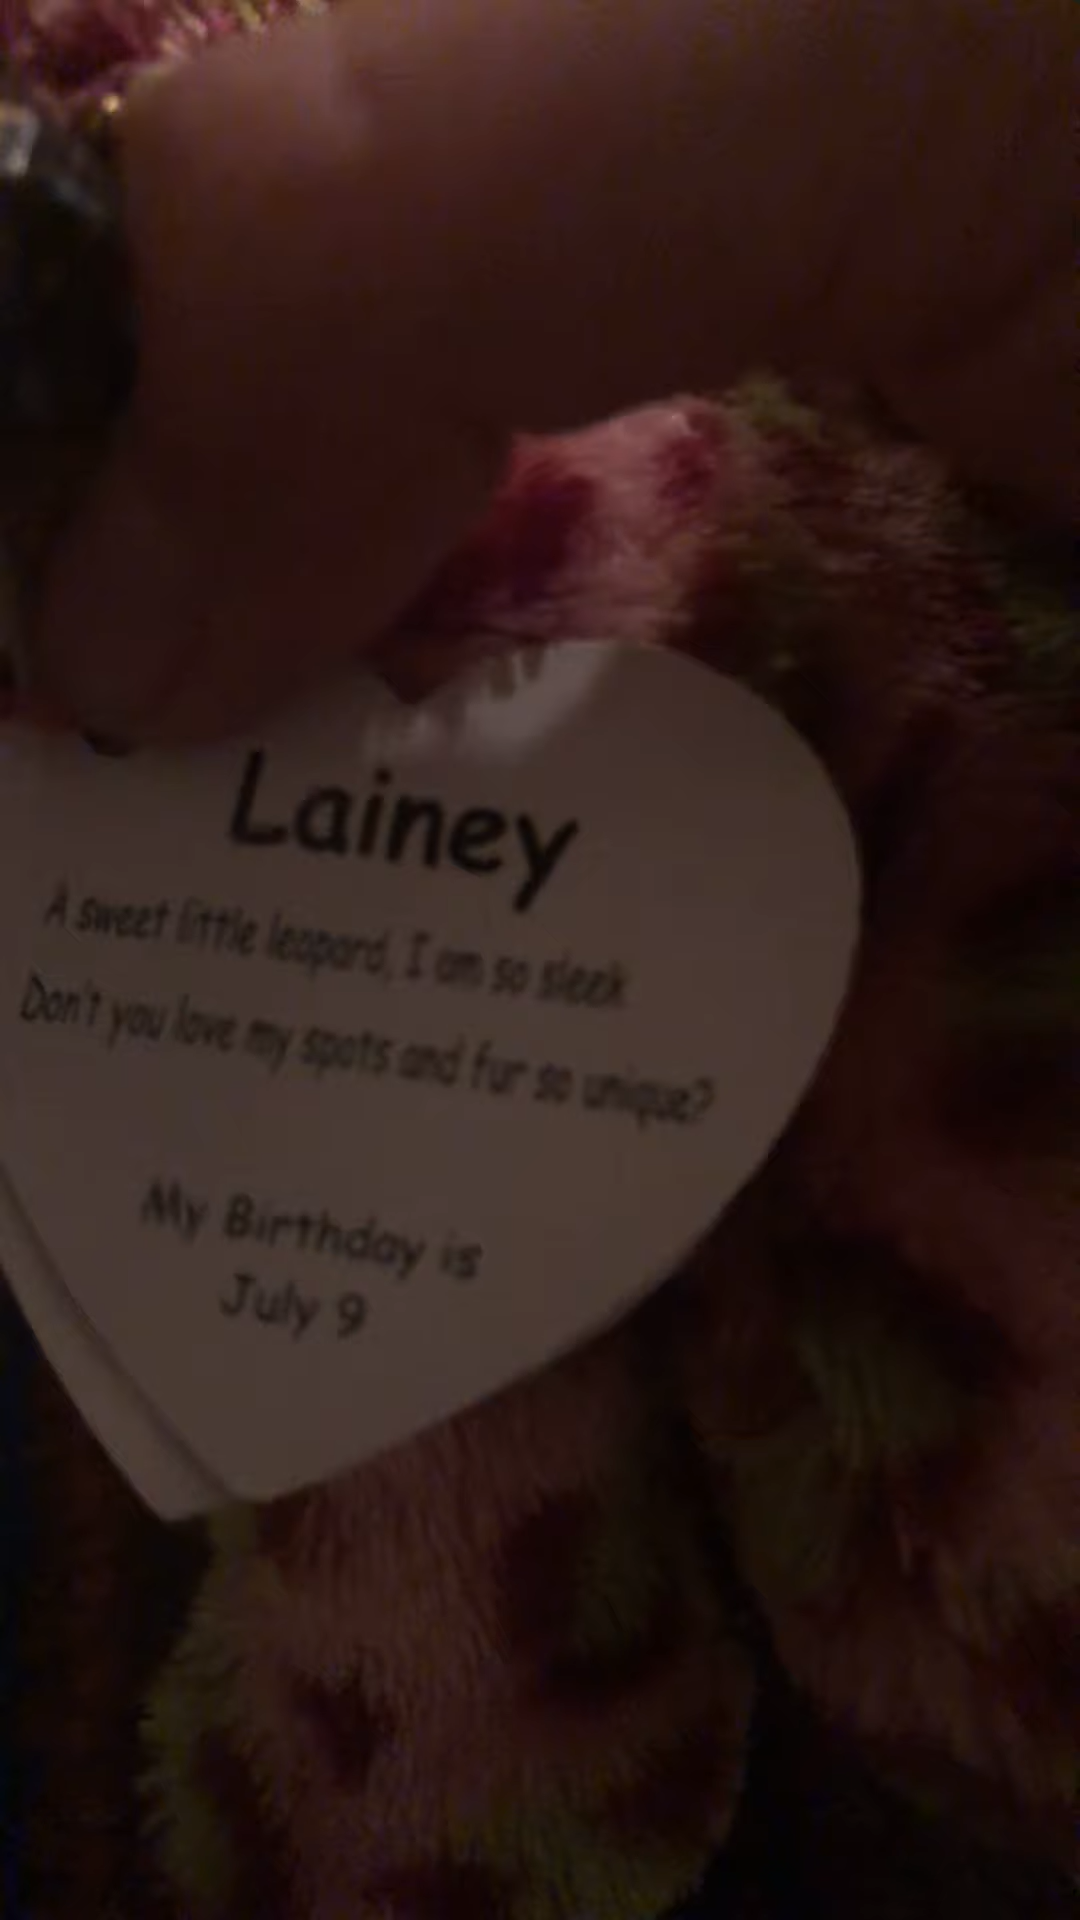 Lainey
A sweet little leopard, I am so sleek
Don't you love my spots and fur so unique?
My Birthday is
July 9